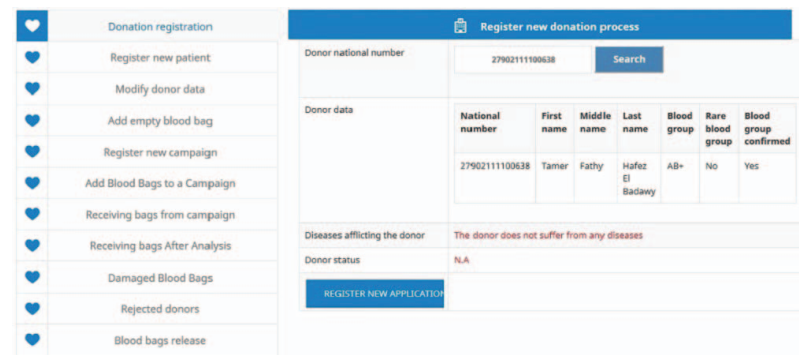 Donation registration
Register new patient
Modify donor data
Add empty blood bag
Register new campaign
Add Blood Bags to a Campaign
Receiving bags from campaign
Receiving bags After Analysis
Damaged Blood Bags
Rejected donors
Blood bags release
Register new donation process
Donor national number
27902111100638
Search
Donor data
National number
First name
Middle name
Last name
Blood group
Rare blood group
Blood group confirmed
27902111100638
Tamer
Fathy
Hafez
El
Badawy
AB+
No
Yes
Diseases afflicting the donor
The donor does not suffer from any diseases
Donor status
N.A
REGISTER NEW APPLICATION